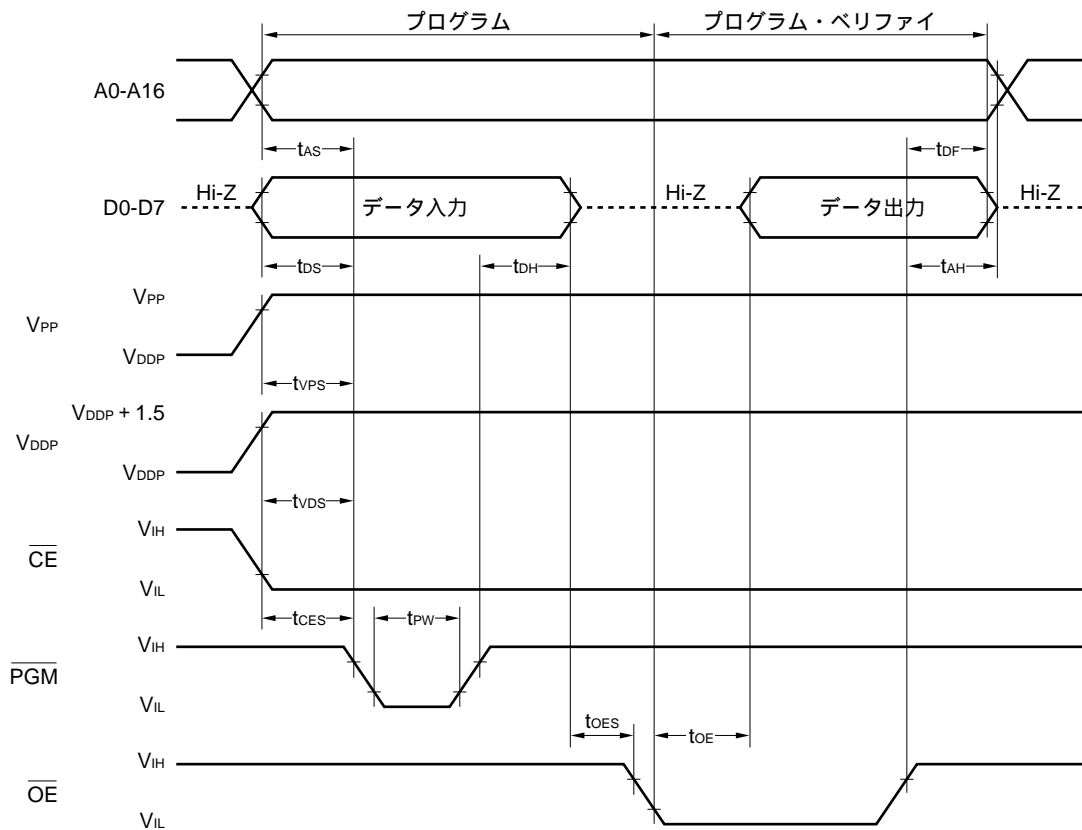 プログラム
プログラム・ベリファイ
A0-A16
tAS
tDF
D0-D7
Hi-Z
データ入力
Hi-Z
データ出力
Hi-Z
tDS
tDH
tAH
VPP
VPP
VDDP
tVPS
VDDP + 1.5
VDDP
VDDP
tVDS
VIH
CE
VIL
tCES
tPW
VIH
PGM
VIL
tOES
tOE
VIH
OE
VIL